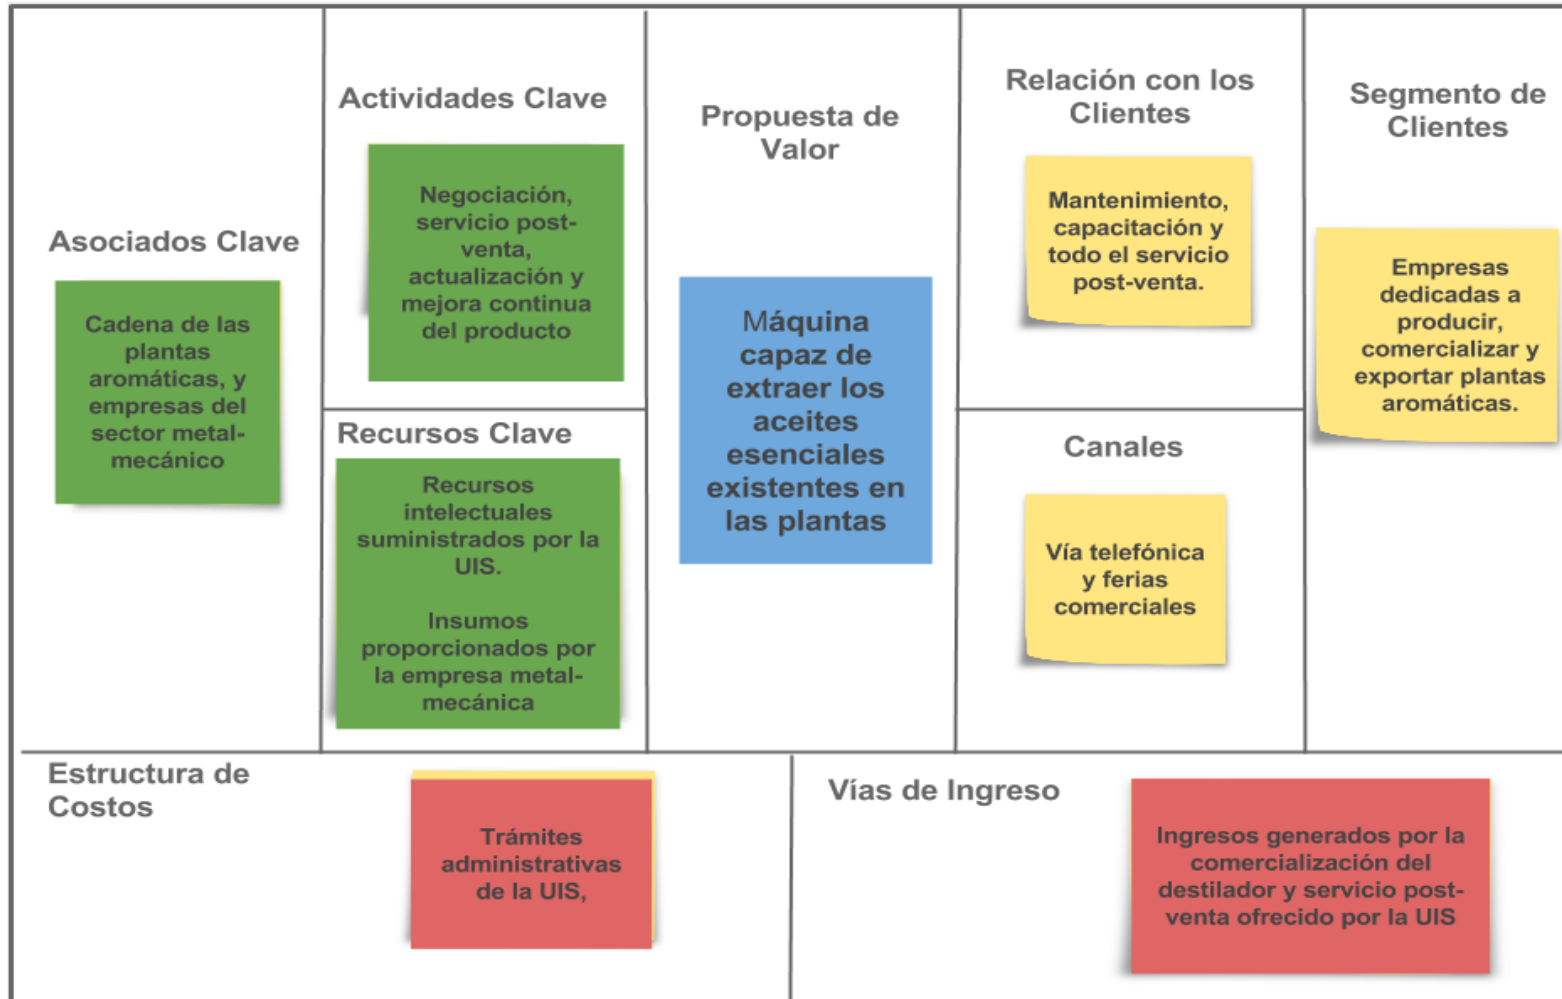 Asociados Clave
Cadena de las
plantas
aromáticas, y
empresas del
sector metal-
mecánico
Actividades Clave
Negociación,
servicio post-
venta,
actualización y
mejora continua
del producto
Recursos Clave
Recursos
intelectuales
suministrados por la
UIS.
Insumos
proporcionados por
la empresa metal-
mecánica
Propuesta de
Valor
Máquina
capaz de
extraer los
aceites
esenciales
existentes en
las plantas
Relación con los
Clientes
Mantenimiento,
capacitación y
todo el servicio
post-venta.
Canales
Vía telefónica
y ferias
comerciales
Segmento de
Clientes
Empresas
dedicadas a
producir,
comercializar y
exportar plantas
aromáticas.
Estructura de
Costos
Trámites
administrativas
de la UIS,
Vías de Ingreso
Ingresos generados por la
comercialización del
destilador y servicio post-
venta ofrecido por la UIS